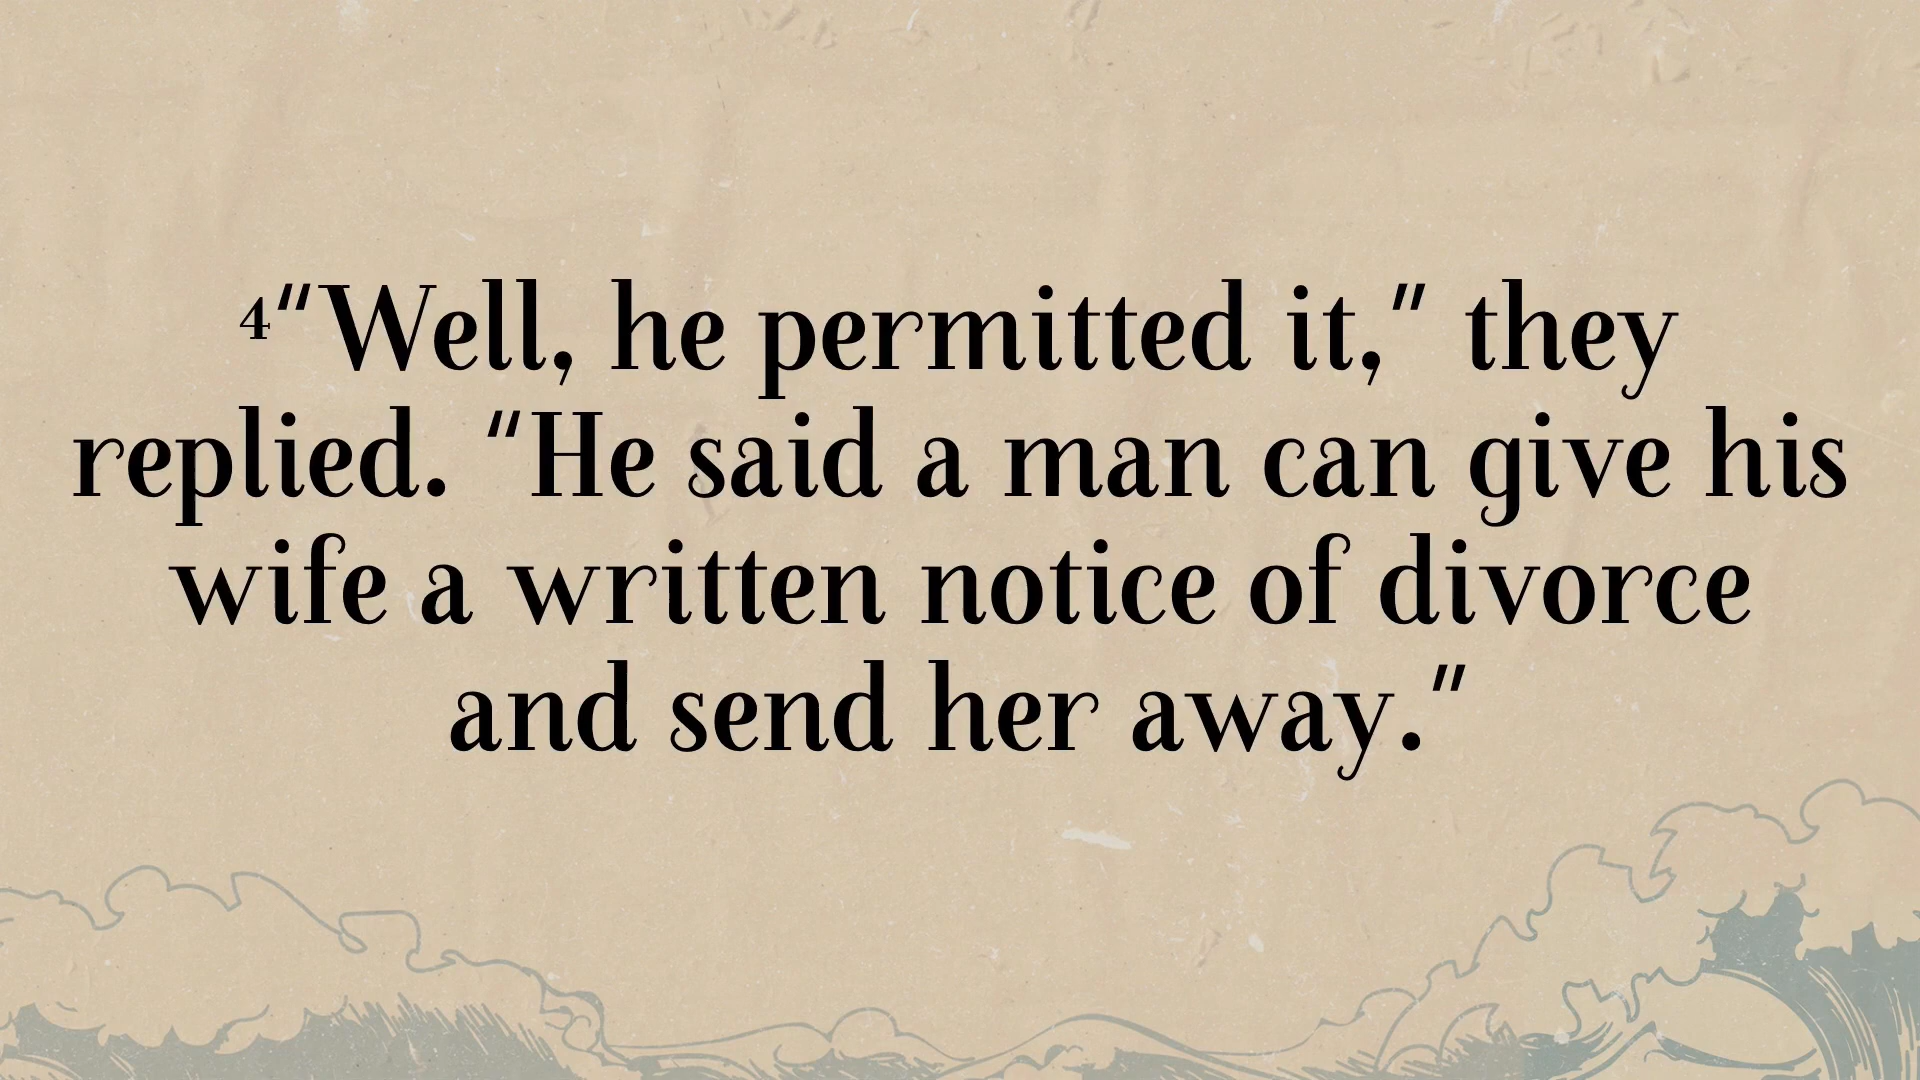 ⁴"Well, he permitted it," they
replied. "He said a man can give his
wife a written notice of divorce
and send her away."